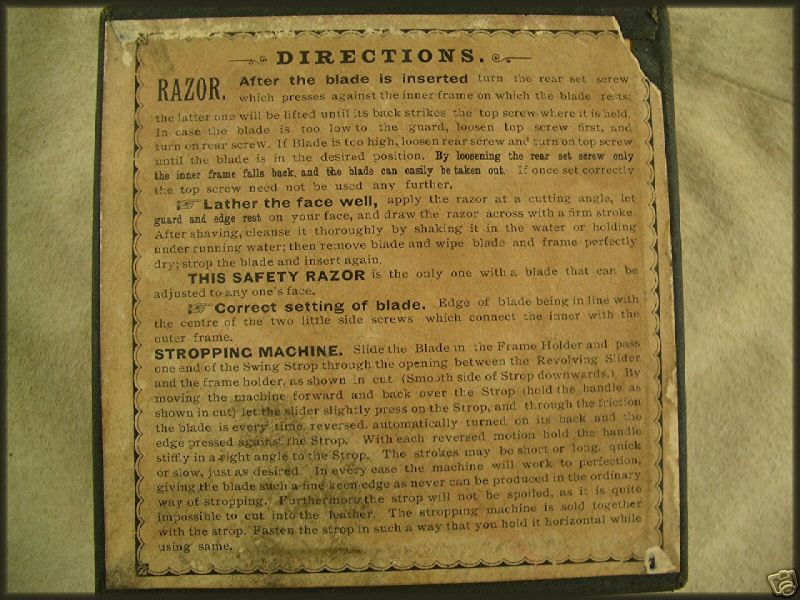 DIRECTIONS.
RAZOR. After the blade is inserted turn the rear set screw
which presses against the inner frame on which the blade rests;
the latter one will be lifted until its back strikes the top screw where it is held.
In case the blade is too low to the guard, loosen top screw first, and
turn on rear screw. If Blade is too high, loosen rear screw and turn on top screw
until the blade is in the desired position. By loosening the rear set screw only
the inner frame falls back, and the blade can easily be taken out. If once set correctly
the top screw need not be used any further.
☞ Lather the face well, apply the razor at a cutting angle, let
guard and edge rest on your face, and draw the razor across with a firm stroke
After shaving, cleanse it thoroughly by shaking it in the water or holding
under running water; then remove blade and wipe blade and frame perfectly
dry; strop the blade and insert again.
THIS SAFETY RAZOR is the only one with a blade that can be
adjusted to any one's face.
☞ Correct setting of blade. Edge of blade being in line with
the centre of the two little side screws which connect the inner with the
outer frame.
STROPPING MACHINE. Slide the Blade in the Frame Holder and pass
one end of the Swing Strop through the opening between the Revolving Slider
and the frame holder, as shown in cut (Smooth side of Strop downwards.) By
moving the machine forward and back over the Strop (hold the handle as
shown in cut) let the slider slightly press on the Strop, and through the friction
the blade is every time reversed, automatically turned on its back and the
edge pressed against the Strop. With each reversed motion hold the handle
stiffly in a right angle to the Strop. The strokes may be short or long, quick
or slow, just as desired. In every case the machine will work to perfection,
giving the blade such a fine keen edge as never can be produced in the ordinary
way of stropping. Furthermore the strop will not be spoiled, as it is quite
impossible to cut into the leather. The stropping machine is sold together
with the strop. Fasten the strop in such a way that you hold it horizontal while
using same.